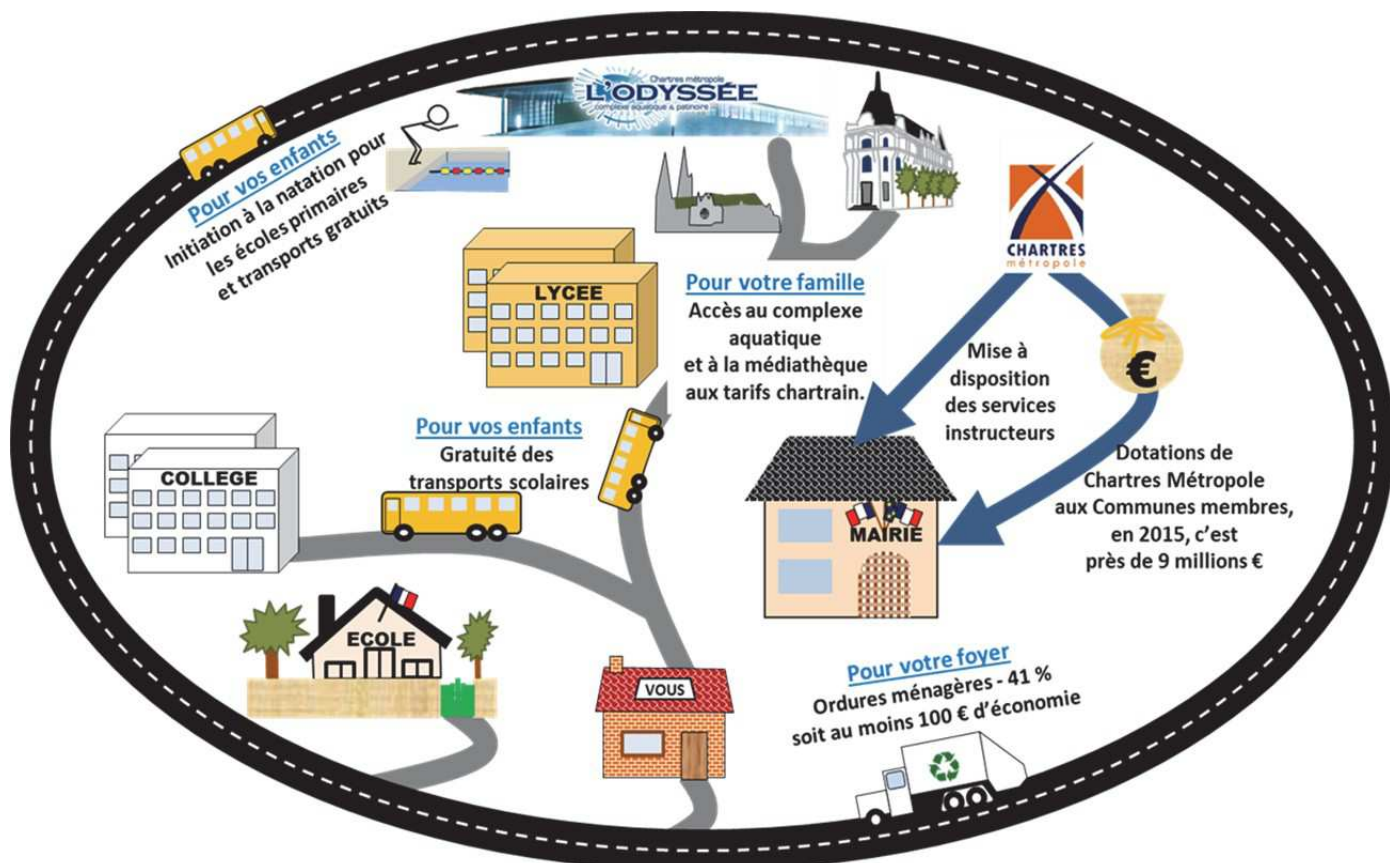 Chartres métropole
L'ODYSSÉE
complexe aquatique & patinoire
Pour vos enfants
Initiation à la natation pour
les écoles primaires
et transports gratuits
CHARTRES
métropole
LYCEE
Pour votre famille
Accès au complexe
aquatique
et à la médiathèque
aux tarifs chartrain.
Mise à
disposition
des services
instructeurs
€
Pour vos enfants
Gratuité des
transports scolaires
COLLEGE
Dotations de
Chartres Métropole
aux Communes membres,
en 2015, c'est
près de 9 millions €
MAIRIE
ECOLE
VOUS
Pour votre foyer
Ordures ménagères - 41 %
soit au moins 100 € d'économie